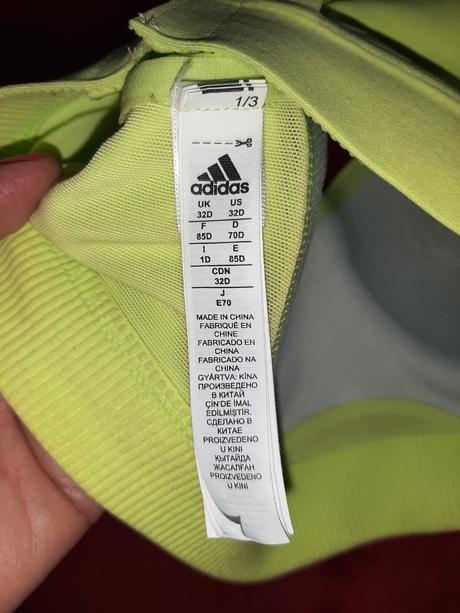 1/3
adidas
UK US
32D 32D
F D
85D 70D
I E
1D 85D
CDN
32D
J
E70
MADE IN CHINA
FABRIQUÉ EN
CHINE
FABRICADO EN
CHINA
FABRICADO NA
CHINA
GYÁRTVA: KÍNA
ПРОИЗВЕДЕНО
В КИТАЙ
ÇİN'DE İMAL
EDİLMİŞTİR.
СДЕЛАНО В
КИТАЕ
PROIZVEDENO
U KINI
ҚЫТАЙДА
ЖАСАЛҒАН
PROIZVEDENO
U KINI